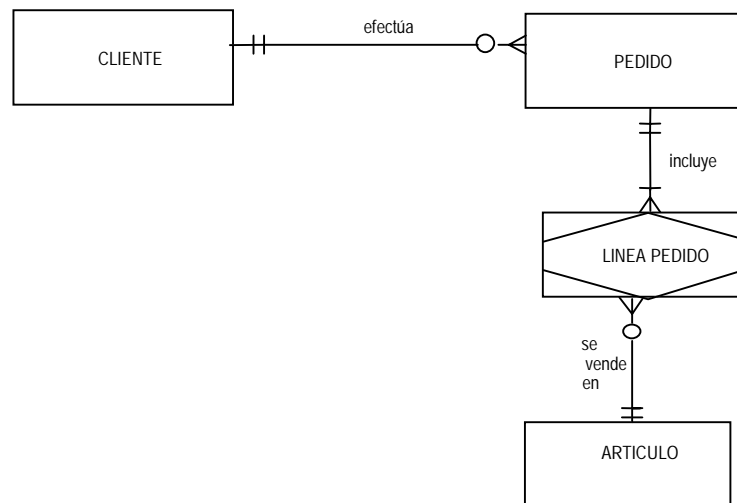 efectúa
CLIENTE
PEDIDO
incluye
LINEA PEDIDO
se
vende
en
ARTICULO